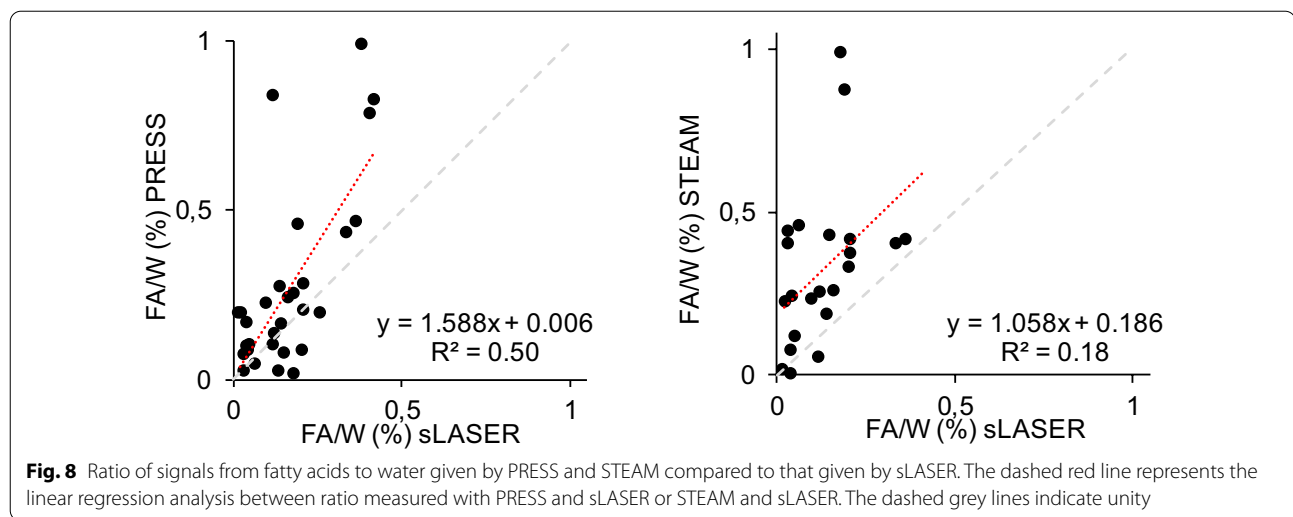 1
0,5
0
FA/W (%) PRESS
y = 1.588x + 0.006
R² = 0.50
0
0,5
1
FA/W (%) sLASER
1
0,5
0
FA/W (%) STEAM
y = 1.058x + 0.186
R² = 0.18
0
0,5
1
FA/W (%) sLASER
Fig. 8 Ratio of signals from fatty acids to water given by PRESS and STEAM compared to that given by sLASER. The dashed red line represents the
linear regression analysis between ratio measured with PRESS and sLASER or STEAM and sLASER. The dashed grey lines indicate unity